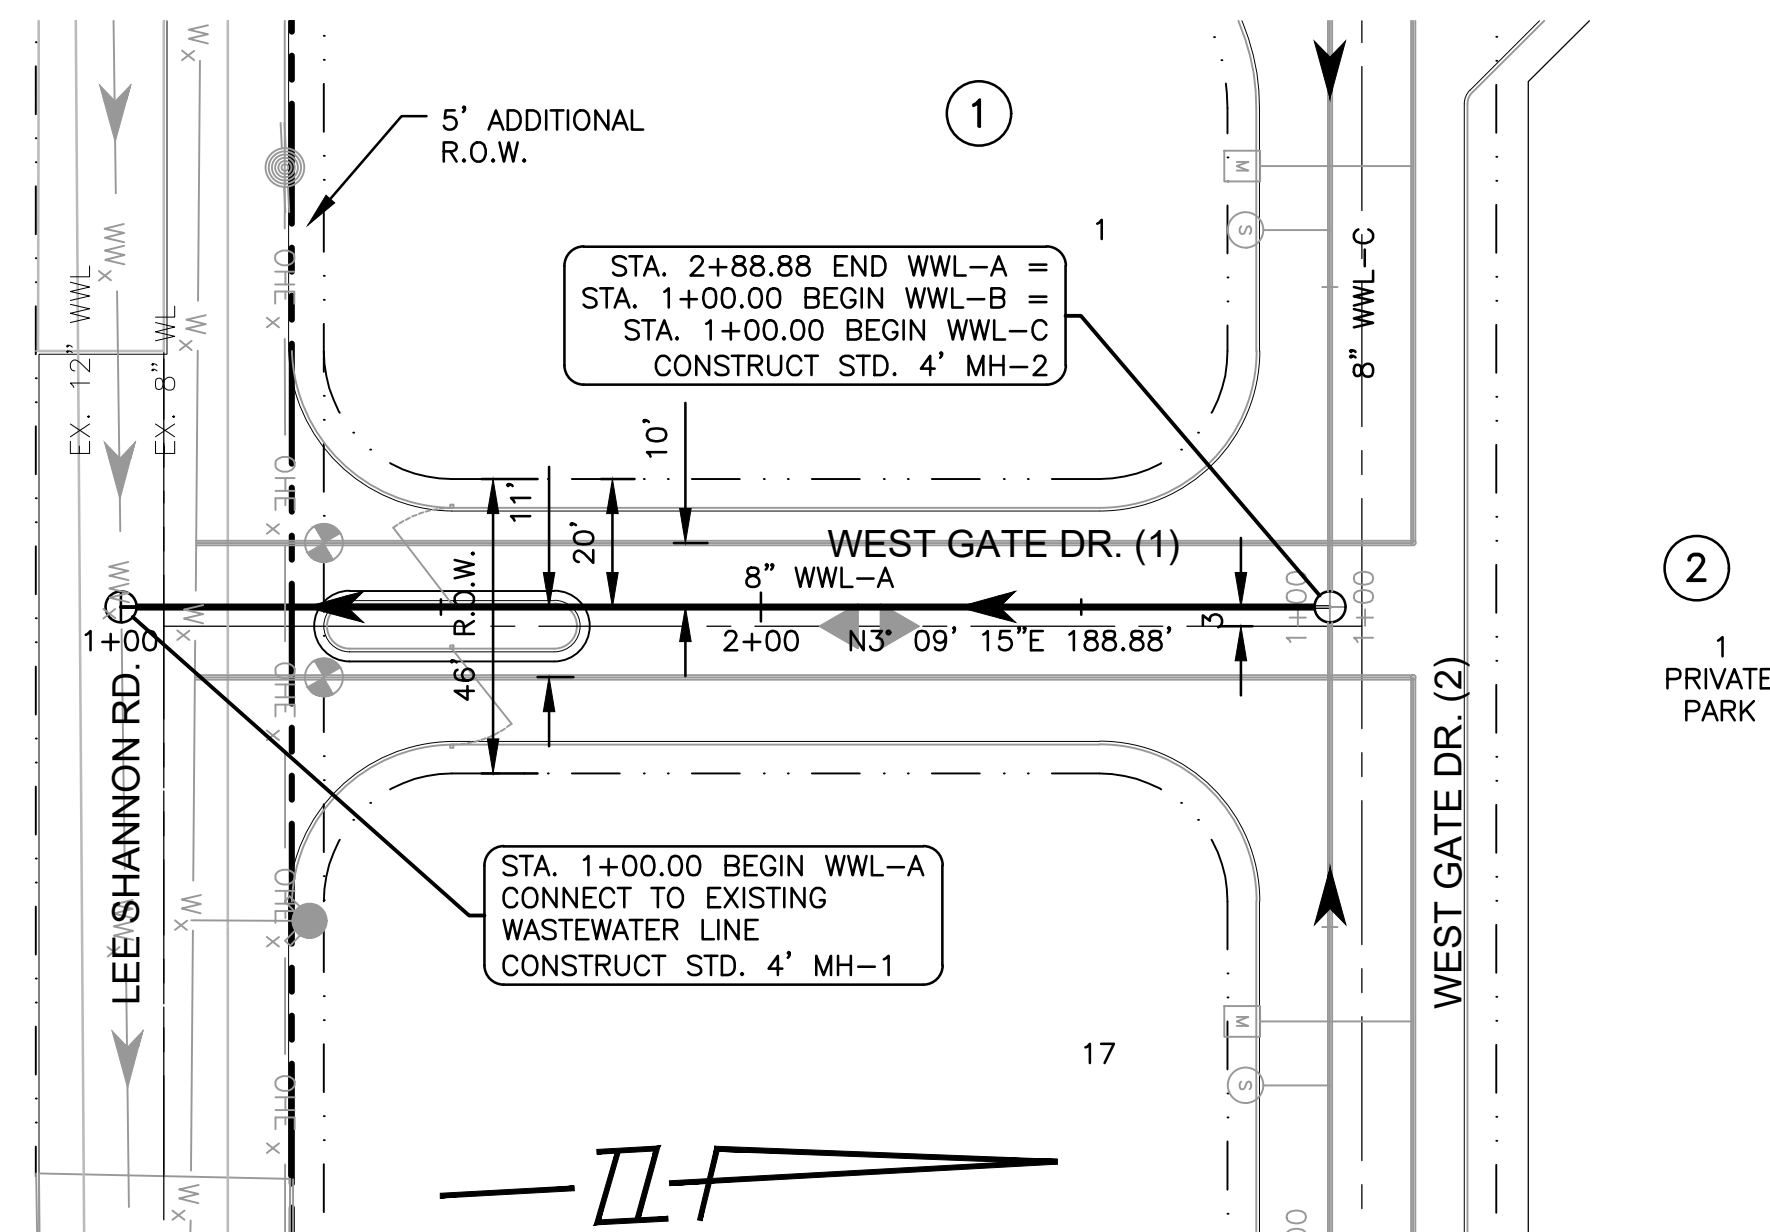 5' ADDITIONAL
R.O.W.
1
1
STA. 2+88.88 END WWL-A =
STA. 1+00.00 BEGIN WWL-B =
STA. 1+00.00 BEGIN WWL-C
CONSTRUCT STD. 4' MH-2
EX. 12" WWL
EX. 8" WL
8" WWL-C
M
S
W
x
WW
x
W
x
OHE
x
10'
11'
20'
OHE
x
WEST GATE DR. (1)
8" WWL-A
WW
x
W
x
R.O.W.
46'
1+00
2+00
N3° 09' 15"E 188.88'
3'
1+00
1+00
2
1
PRIVATE
PARK
OHE
x
LEE SHANNON RD.
WEST GATE DR. (2)
STA. 1+00.00 BEGIN WWL-A
CONNECT TO EXISTING
WASTEWATER LINE
CONSTRUCT STD. 4' MH-1
OHE
x
W
x
WW
x
M
S
17
OHE
x
W
x
N
00